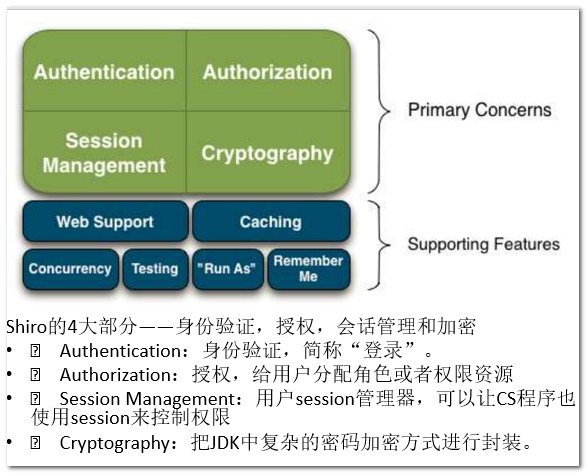 Authentication
Authorization
Session
Management
Cryptography
Primary Concerns
Web Support
Caching
Concurrency
Testing
"Run As"
Remember
Me
Supporting Features
Shiro的4大部分——身份验证，授权，会话管理和加密
• Authentication：身份验证，简称“登录”。
• Authorization：授权，给用户分配角色或者权限资源
• Session Management：用户session管理器，可以让CS程序也
使用session来控制权限
• Cryptography：把JDK中复杂的密码加密方式进行封装。